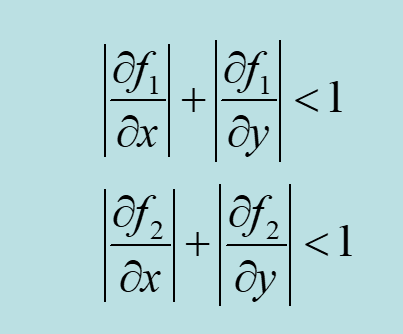 |∂f₁/∂x| + |∂f₁/∂y| < 1
|∂f₂/∂x| + |∂f₂/∂y| < 1